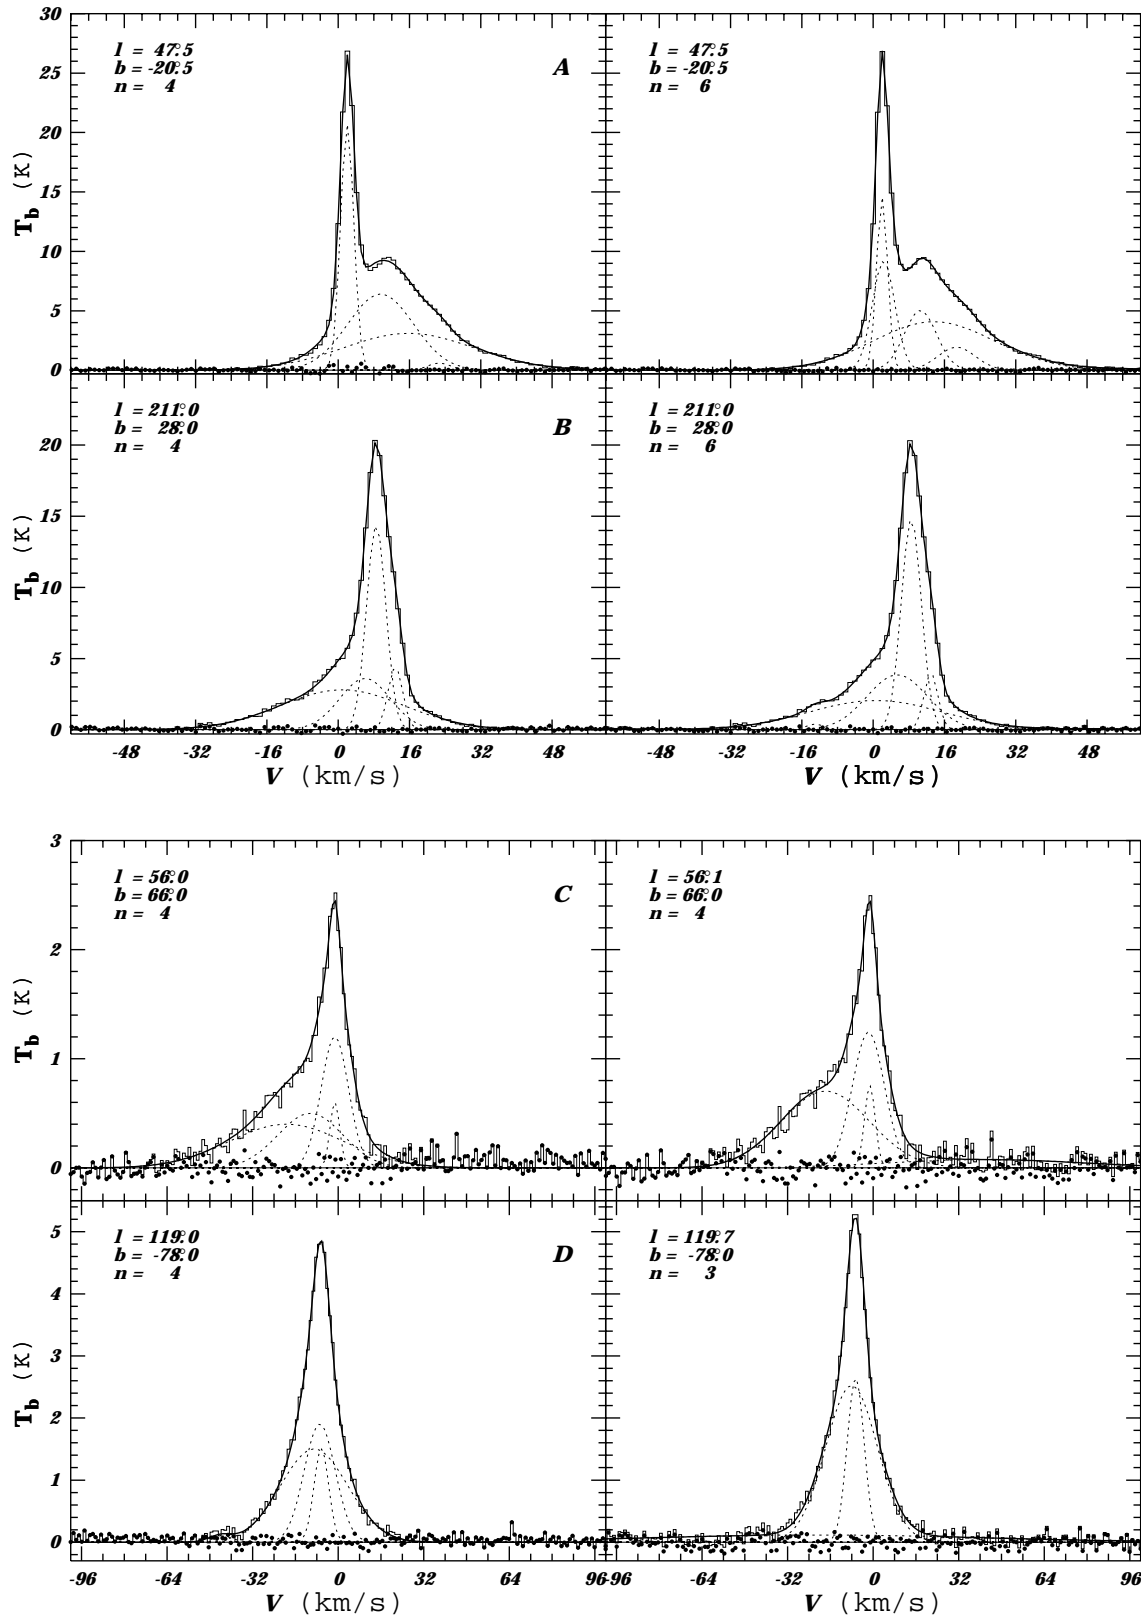 l = 47°.5
b = -20°.5
n = 4
A
l = 47°.5
b = -20°.5
n = 6
30
25
20
15
10
5
0
T_b (K)
l = 211°.0
b = 28°.0
n = 4
B
l = 211°.0
b = 28°.0
n = 6
20
15
10
5
0
T_b (K)
-48 -32 -16 0 16 32 48
-48 -32 -16 0 16 32 48
V (km/s)
V (km/s)
l = 56°.0
b = 66°.0
n = 4
C
l = 56°.1
b = 66°.0
n = 4
3
2
1
0
T_b (K)
l = 119°.0
b = -78°.0
n = 4
D
l = 119°.7
b = -78°.0
n = 3
5
4
3
2
1
0
T_b (K)
-96 -64 -32 0 32 64 96
-96 -64 -32 0 32 64 96
V (km/s)
V (km/s)